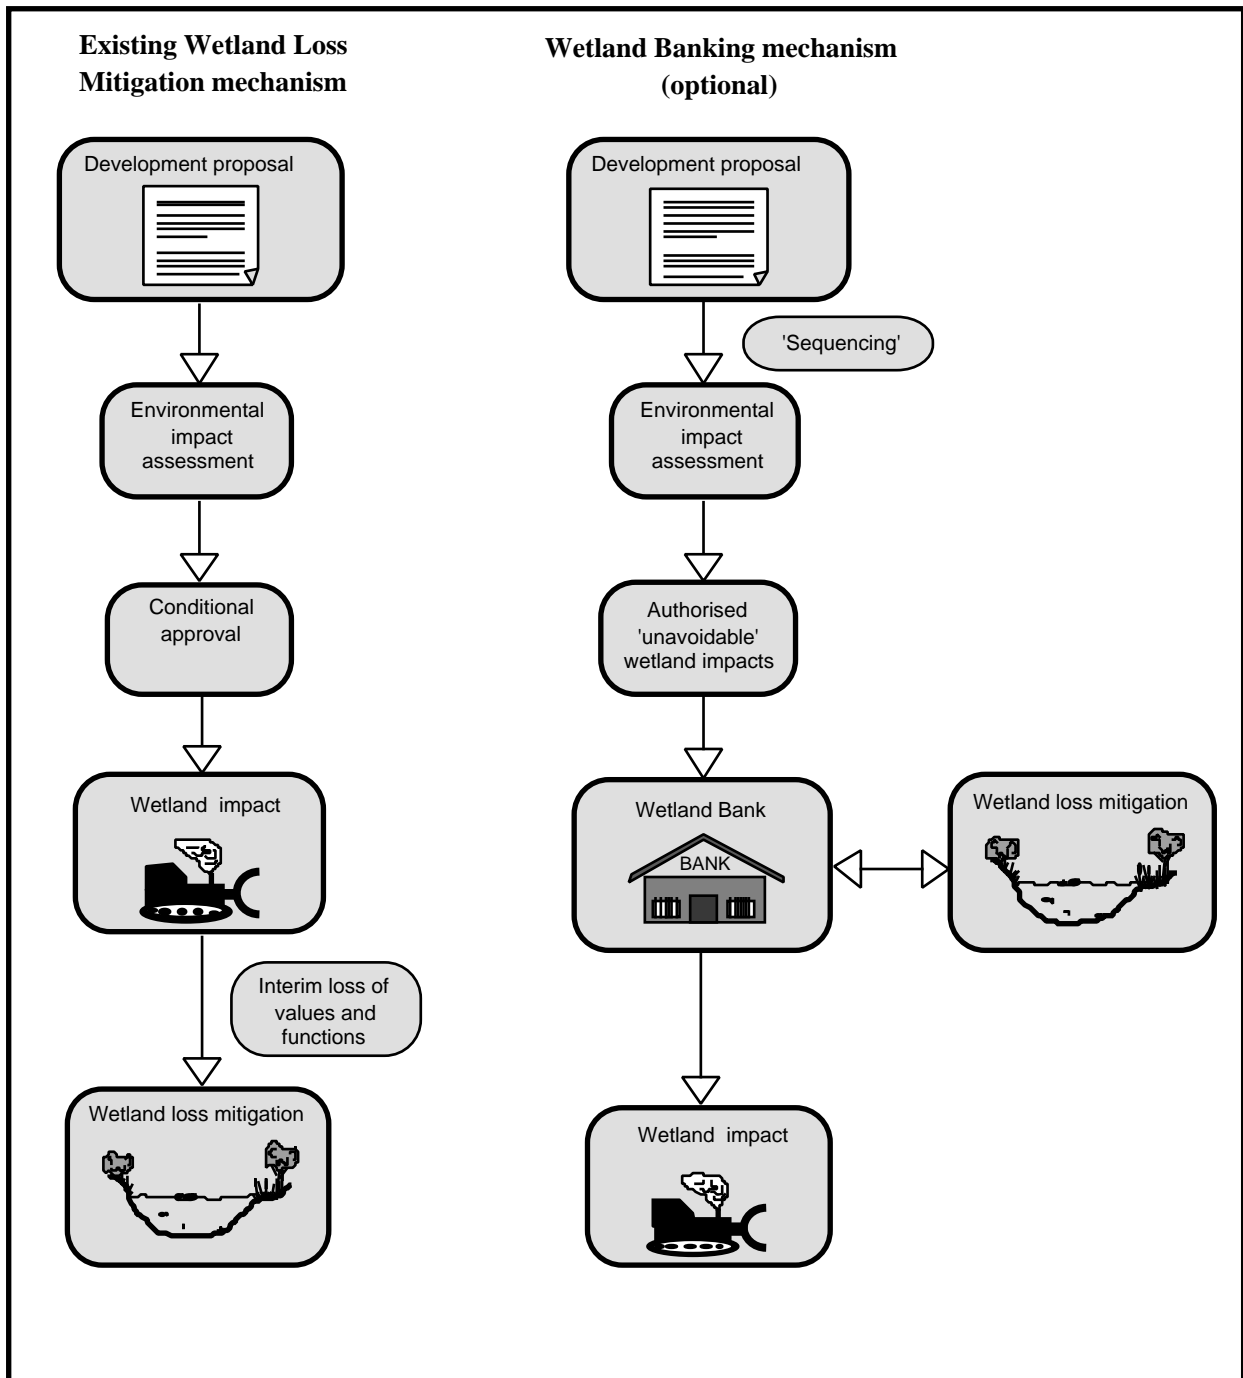 Existing Wetland Loss
Mitigation mechanism
Development proposal
Environmental
impact
assessment
Conditional
approval
Wetland impact
Interim loss of
values and
functions
Wetland loss mitigation
Wetland Banking mechanism
(optional)
Development proposal
'Sequencing'
Environmental
impact
assessment
Authorised
'unavoidable'
wetland impacts
Wetland Bank
BANK
Wetland loss mitigation
Wetland impact